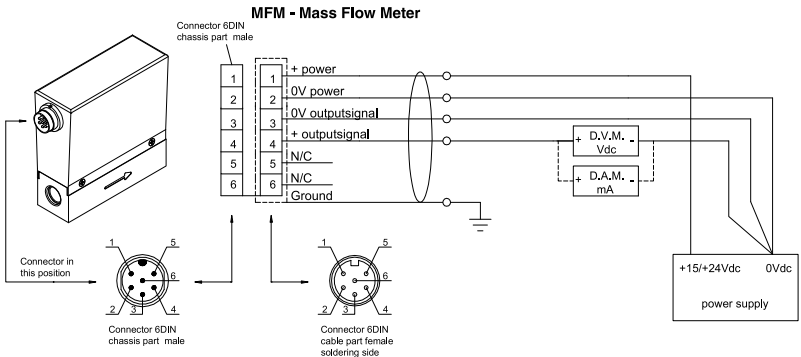 MFM - Mass Flow Meter
Connector 6DIN
chassis part male
1
2
3
4
5
6
1
2
3
4
5
6
+ power
0V power
0V outputsignal
+ outputsignal
N/C
N/C
Ground
+ D.V.M. -
Vdc
+ D.A.M. -
mA
+15/+24Vdc 0Vdc
power supply
Connector in
this position
1 5
6
2 3 4
Connector 6DIN
chassis part male
1 5
6
2 3 4
Connector 6DIN
cable part female
soldering side